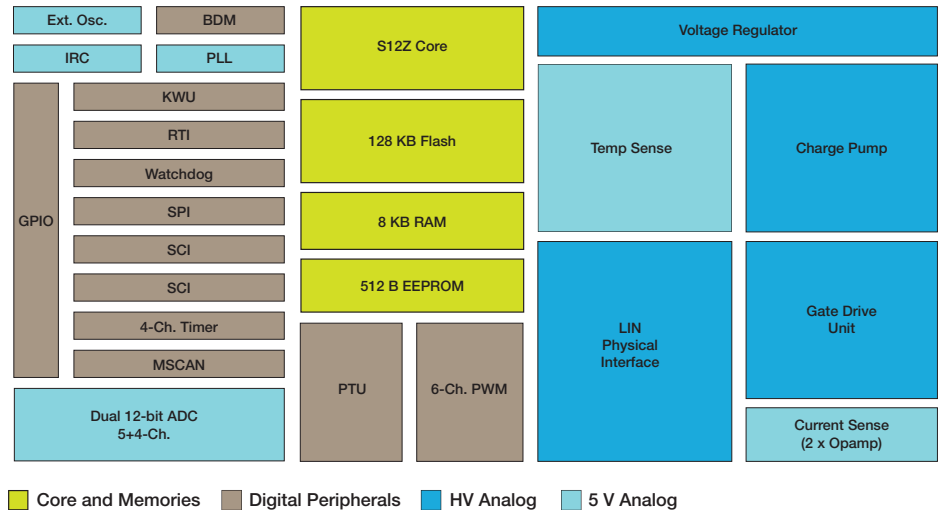 Ext. Osc.
BDM
IRC
PLL
GPIO
KWU
RTI
Watchdog
SPI
SCI
SCI
4-Ch. Timer
MSCAN
Dual 12-bit ADC
5+4-Ch.
S12Z Core
128 KB Flash
8 KB RAM
512 B EEPROM
PTU
6-Ch. PWM
Voltage Regulator
Temp Sense
Charge Pump
LIN
Physical
Interface
Gate Drive
Unit
Current Sense
(2 x Opamp)
Core and Memories
Digital Peripherals
HV Analog
5 V Analog